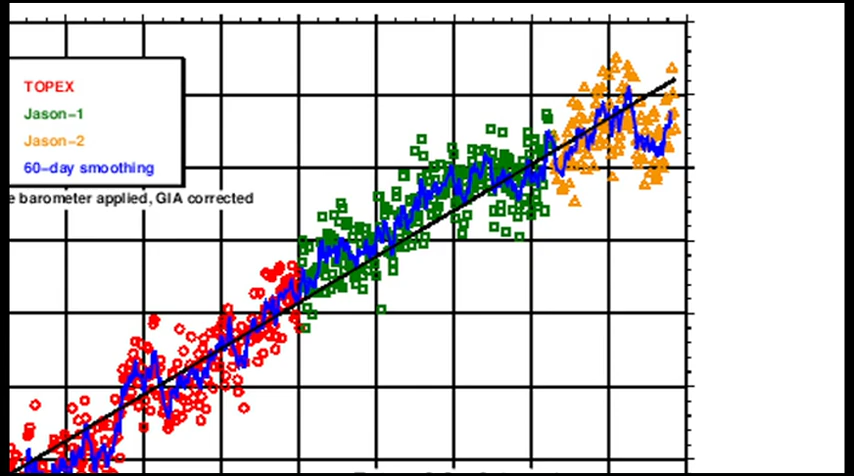 TOPEX
Jason-1
Jason-2
60-day smoothing
e barometer applied, GIA corrected